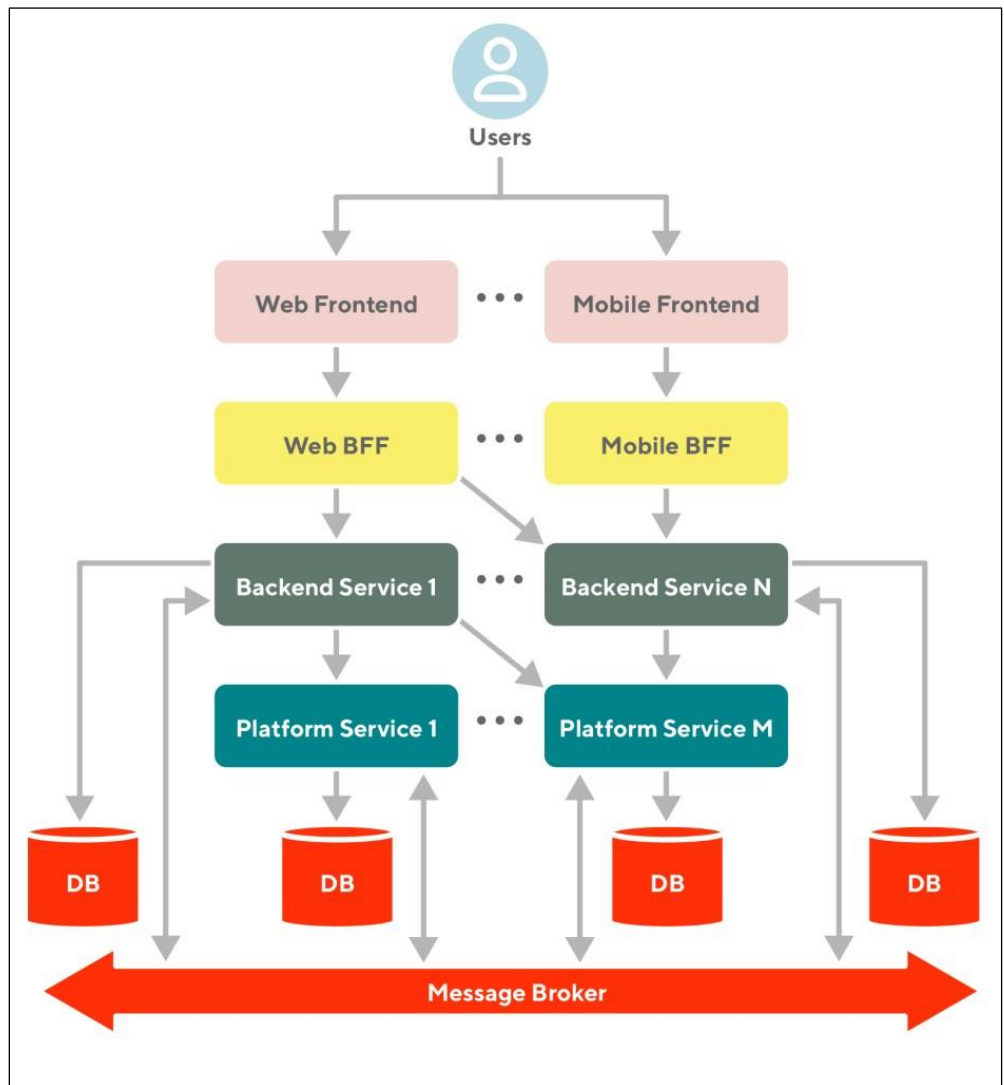 Users
Web Frontend
Mobile Frontend
Web BFF
Mobile BFF
Backend Service 1
Backend Service N
Platform Service 1
Platform Service M
DB
DB
DB
DB
Message Broker